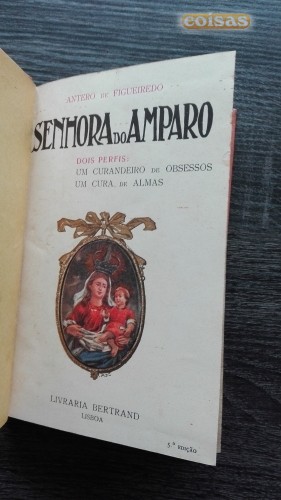 coisas
ANTERO DE FIGUEIREDO
SENHORA DO AMPARO
DOIS PERFIS:
UM CURANDEIRO DE OBSESSOS
UM CURA DE ALMAS
LIVRARIA BERTRAND
LISBOA
5.ª EDIÇÃO